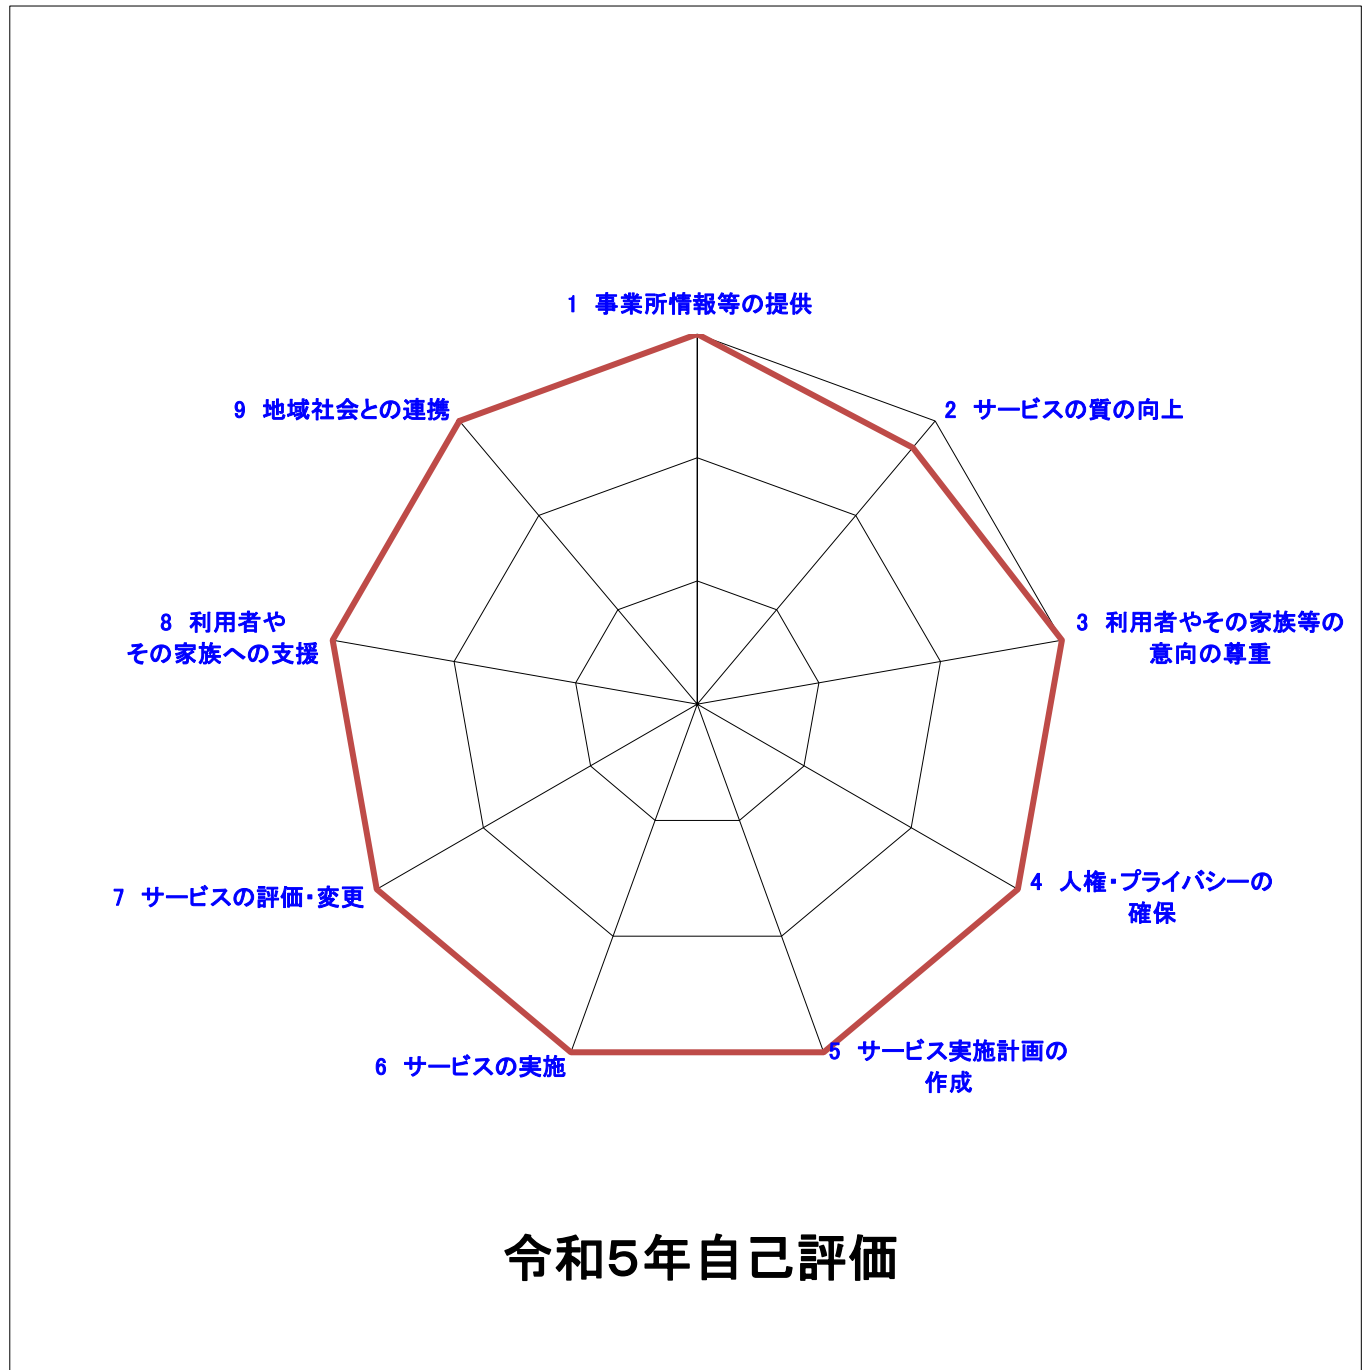 1 事業所情報等の提供
2 サービスの質の向上
3 利用者やその家族等の
意向の尊重
4 人権・プライバシーの
確保
5 サービス実施計画の
作成
6 サービスの実施
7 サービスの評価・変更
8 利用者や
その家族への支援
9 地域社会との連携
令和5年自己評価